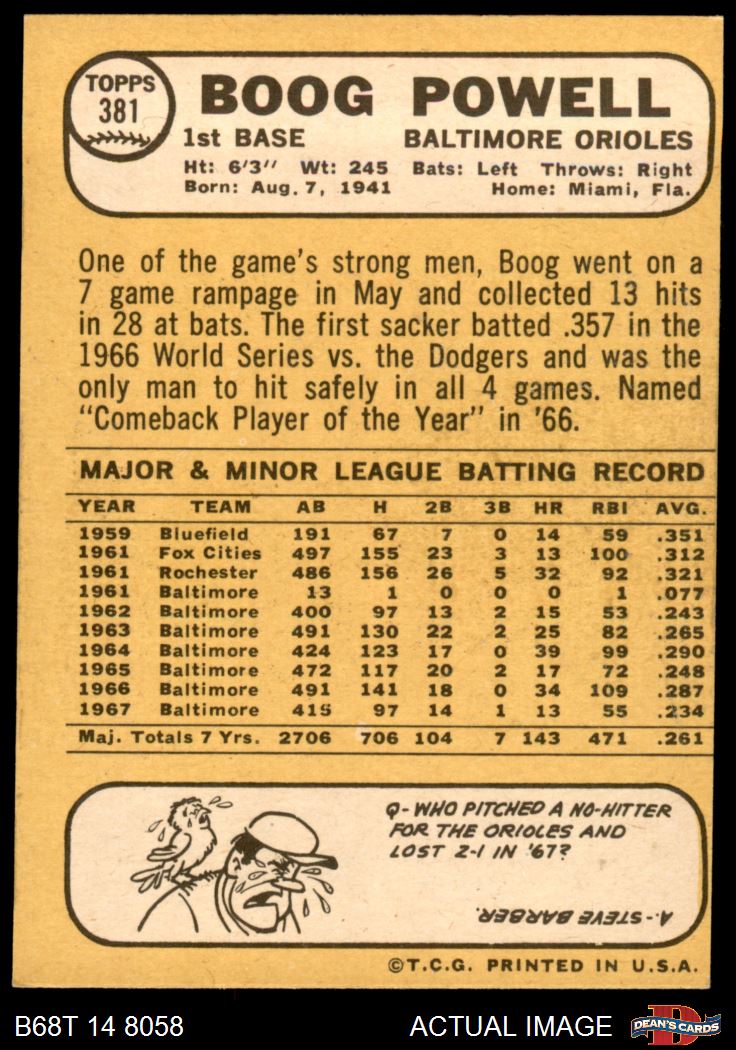 TOPPS
381
BOOG POWELL
1st BASE BALTIMORE ORIOLES
Ht: 6'3" Wt: 245 Bats: Left Throws: Right
Born: Aug. 7, 1941 Home: Miami, Fla.
One of the game's strong men, Boog went on a
7 game rampage in May and collected 13 hits
in 28 at bats. The first sacker batted .357 in the
1966 World Series vs. the Dodgers and was the
only man to hit safely in all 4 games. Named
"Comeback Player of the Year" in '66.
MAJOR & MINOR LEAGUE BATTING RECORD
YEAR TEAM AB H 2B 3B HR RBI AVG.
1959 Bluefield 191 67 7 0 14 59 .351
1961 Fox Cities 497 155 23 3 13 100 .312
1961 Rochester 486 156 26 5 32 92 .321
1961 Baltimore 13 1 0 0 0 1 .077
1962 Baltimore 400 97 13 2 15 53 .243
1963 Baltimore 491 130 22 2 25 82 .265
1964 Baltimore 424 123 17 0 39 99 .290
1965 Baltimore 472 117 20 2 17 72 .248
1966 Baltimore 491 141 18 0 34 109 .287
1967 Baltimore 415 97 14 1 13 55 .234
Maj. Totals 7 Yrs. 2706 706 104 7 143 471 .261
Q-WHO PITCHED A NO-HITTER
FOR THE ORIOLES AND
LOST 2-1 IN '67?
A-STEVE BARBER.
©T.C.G. PRINTED IN U.S.A.
B68T 14 8058 ACTUAL IMAGE DEAN'S CARDS